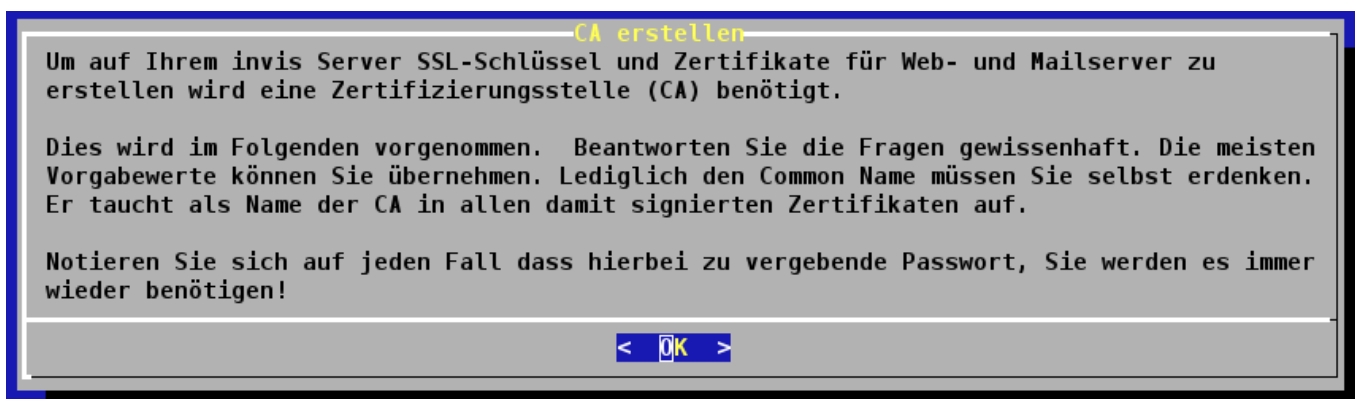 CA erstellen
Um auf Ihrem invis Server SSL-Schlüssel und Zertifikate für Web- und Mailserver zu
erstellen wird eine Zertifizierungsstelle (CA) benötigt.
Dies wird im Folgenden vorgenommen.  Beantworten Sie die Fragen gewissenhaft. Die meisten
Vorgabewerte können Sie übernehmen. Lediglich den Common Name müssen Sie selbst erdenken.
Er taucht als Name der CA in allen damit signierten Zertifikaten auf.
Notieren Sie sich auf jeden Fall dass hierbei zu vergebende Passwort, Sie werden es immer
wieder benötigen!
<  OK  >